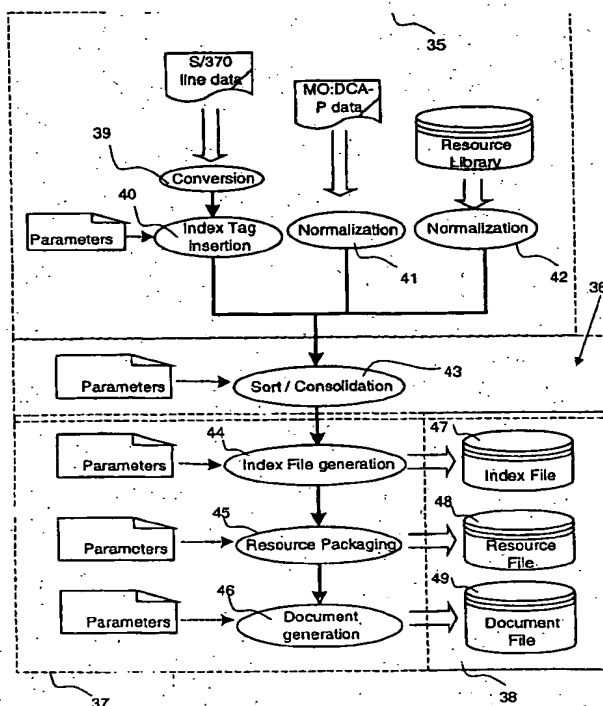 35
S/370
line data
MO:DCA-
P data
Resource
Library
39
Conversion
40
Parameters
Index Tag
insertion
Normalization
41
Normalization
42
36
Parameters
Sort / Consolidation
43
44
Parameters
Index File generation
47
Index File
45
Parameters
Resource Packaging
48
Resource
File
46
Parameters
Document
generation
49
Document
File
37
38